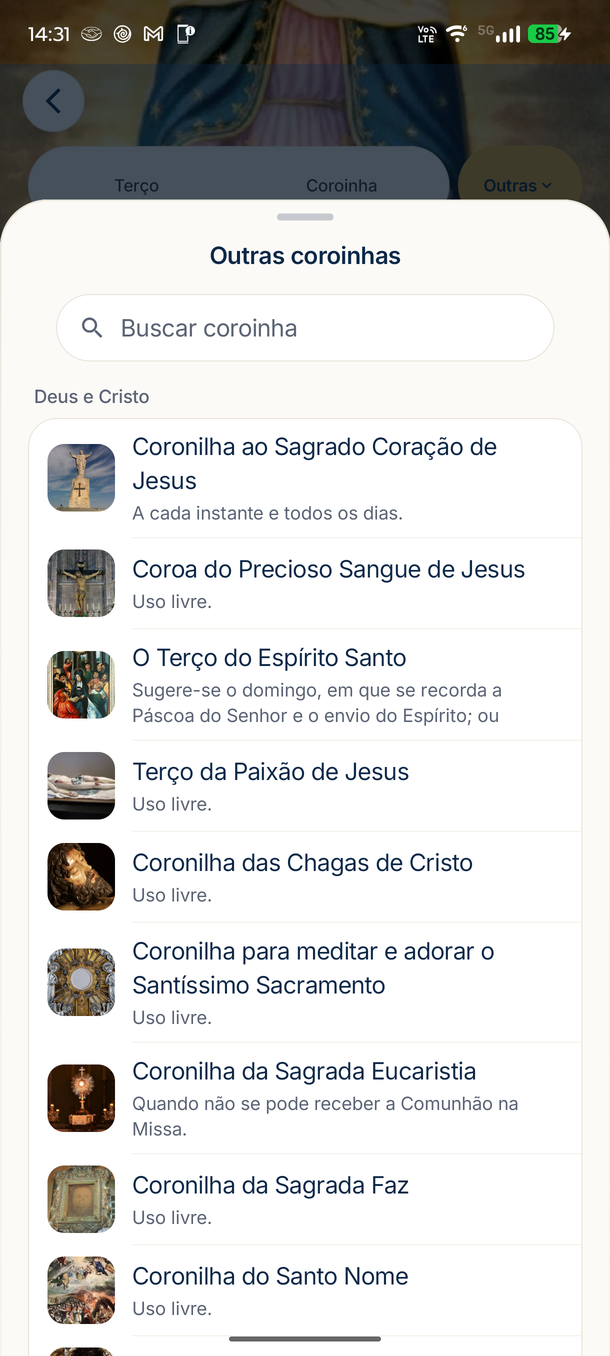 14:31
Vo))
LTE
6
5G
85
Terço
Coroinha
Outras
Outras coroinhas
Buscar coroinha
Deus e Cristo
Coronilha ao Sagrado Coração de
Jesus
A cada instante e todos os dias.
Coroa do Precioso Sangue de Jesus
Uso livre.
O Terço do Espírito Santo
Sugere-se o domingo, em que se recorda a
Páscoa do Senhor e o envio do Espírito; ou
Terço da Paixão de Jesus
Uso livre.
Coronilha das Chagas de Cristo
Uso livre.
Coronilha para meditar e adorar o
Santíssimo Sacramento
Uso livre.
Coronilha da Sagrada Eucaristia
Quando não se pode receber a Comunhão na
Missa.
Coronilha da Sagrada Faz
Uso livre.
Coronilha do Santo Nome
Uso livre.